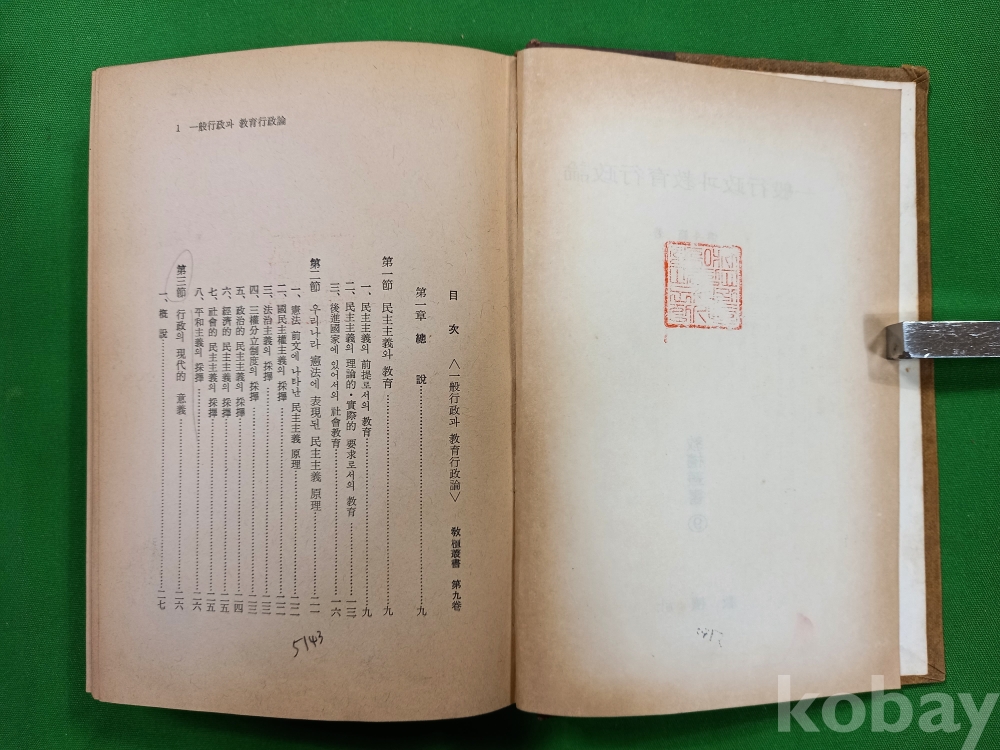 1 一般行政과 教育行政論
目次 〈一般行政과 教育行政論〉 敎稙叢書 第九卷
第一章 總說 九
第一節 民主主義와 教育 九
一、民主主義의 前提로서의 教育 九
二、民主主義의 理論的・實際的 要求로서의 教育 一三
三、後進國家에 있어서의 社會教育 一六
第二節 우리나라 憲法에 表現된 民主主義 原理 二一
一、憲法 前文에 나타난 民主主義 原理 二二
二、國民主權主義의 採擇 二二
三、法治主義의 採擇 二三
四、三權分立制度의 採擇 二三
五、政治的 民主主義의 採擇 二四
六、經濟的 民主主義의 採擇 二五
七、社會的 民主主義의 採擇 二五
八、平和主義의 採擇 二六
第三節 行政의 現代的 意義 二六
一、概說 二七
5143
一般行政과 教育行政論
kobay